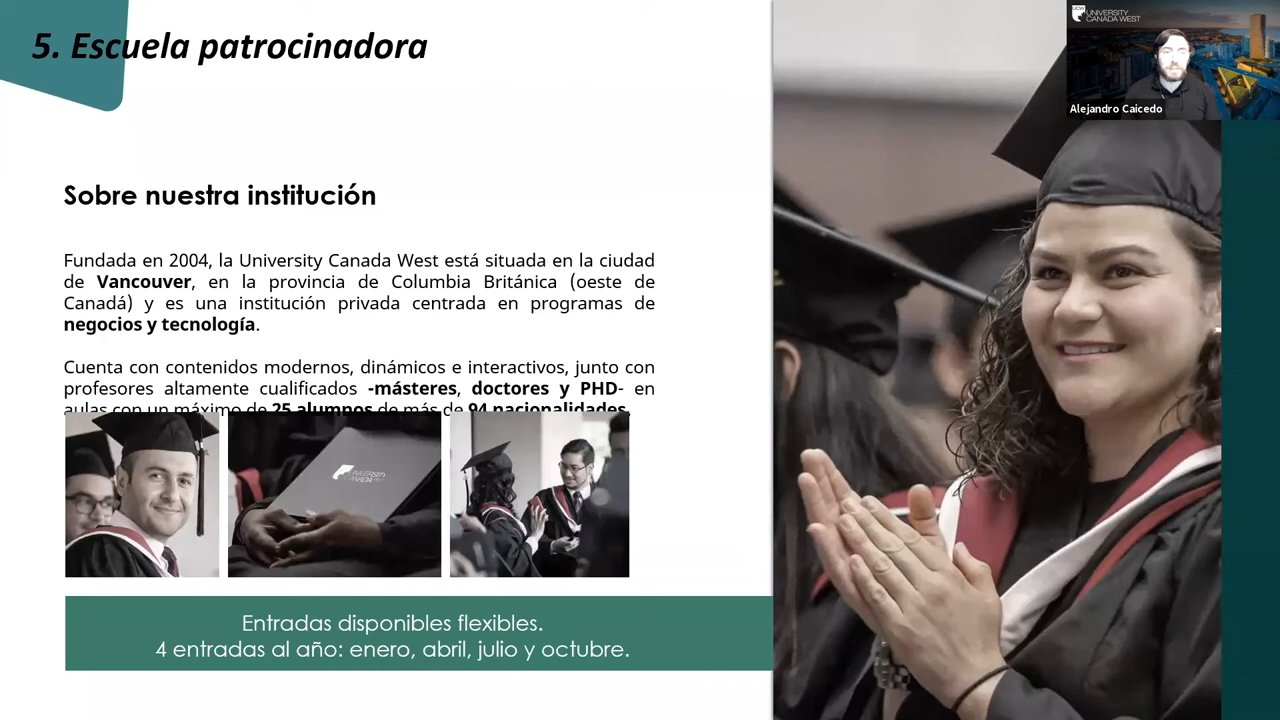 5. Escuela patrocinadora
UCW
UNIVERSITY
CANADA WEST
Alejandro Caicedo
Sobre nuestra institución
Fundada en 2004, la University Canada West está situada en la ciudad
de Vancouver, en la provincia de Columbia Británica (oeste de
Canadá) y es una institución privada centrada en programas de
negocios y tecnología.
Cuenta con contenidos modernos, dinámicos e interactivos, junto con
profesores altamente cualificados -másteres, doctores y PHD- en
aulas con un máximo de 25 alumnos de más de 94 nacionalidades.
UNIVERSITY
CANADA
Entradas disponibles flexibles.
4 entradas al año: enero, abril, julio y octubre.